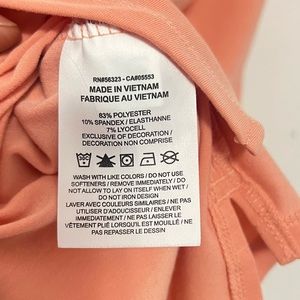 RN#56323 - CA#05553
MADE IN VIETNAM
FABRIQUE AU VIETNAM
83% POLYESTER
10% SPANDEX / ELASTHANNE
7% LYOCELL
EXCLUSIVE OF DECORATION /
DECORATION NON COMPRISE
WASH WITH LIKE COLORS / DO NOT USE
SOFTENERS / REMOVE IMMEDIATELY / DO
NOT ALLOW TO LAY ON ITSELF WHEN WET /
DO NOT IRON DESIGN
LAVER AVEC COULEURS SIMILAIRES / NE PAS
UTILISER D'ADOUCISSEUR / ENLEVER
IMMÉDIATEMENT / NE PAS LAISSER LE
VÊTEMENT PLIÉ LORSQU'IL EST MOUILLÉ / NE PAS
REPASSER LE DESSIN